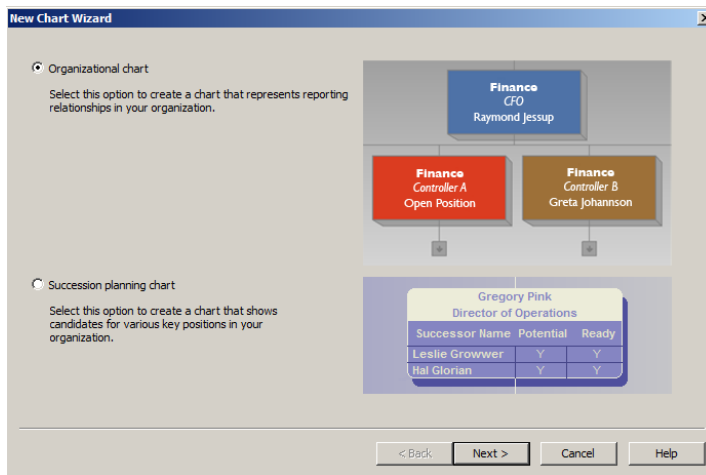 New Chart Wizard
Organizational chart
Select this option to create a chart that represents reporting
relationships in your organization.
Finance
CFO
Raymond Jessup
Finance
Controller A
Open Position
Finance
Controller B
Greta Johannson
Succession planning chart
Select this option to create a chart that shows
candidates for various key positions in your
organization.
Gregory Pink
Director of Operations
Successor Name Potential Ready
Leslie Growwer Y Y
Hal Glorian Y Y
< Back Next > Cancel Help